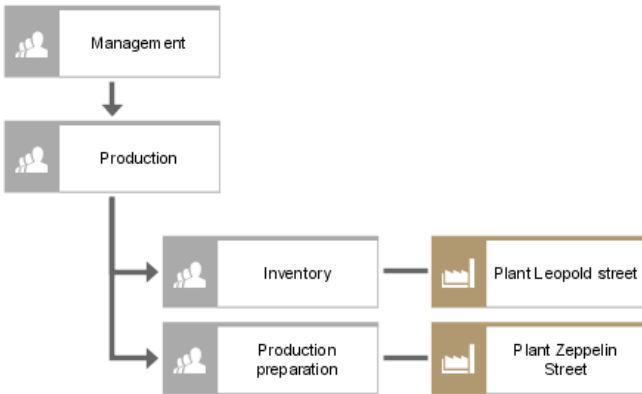 Management
Production
Inventory
Plant Leopold street
Production
preparation
Plant Zeppelin
Street